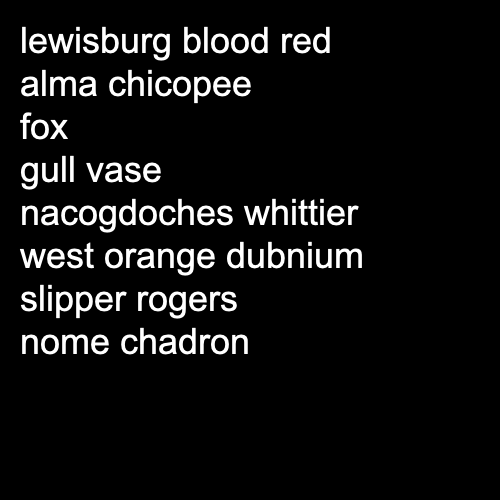 lewisburg blood red
alma chicopee
fox
gull vase
nacogdoches whittier
west orange dubnium
slipper rogers
nome chadron